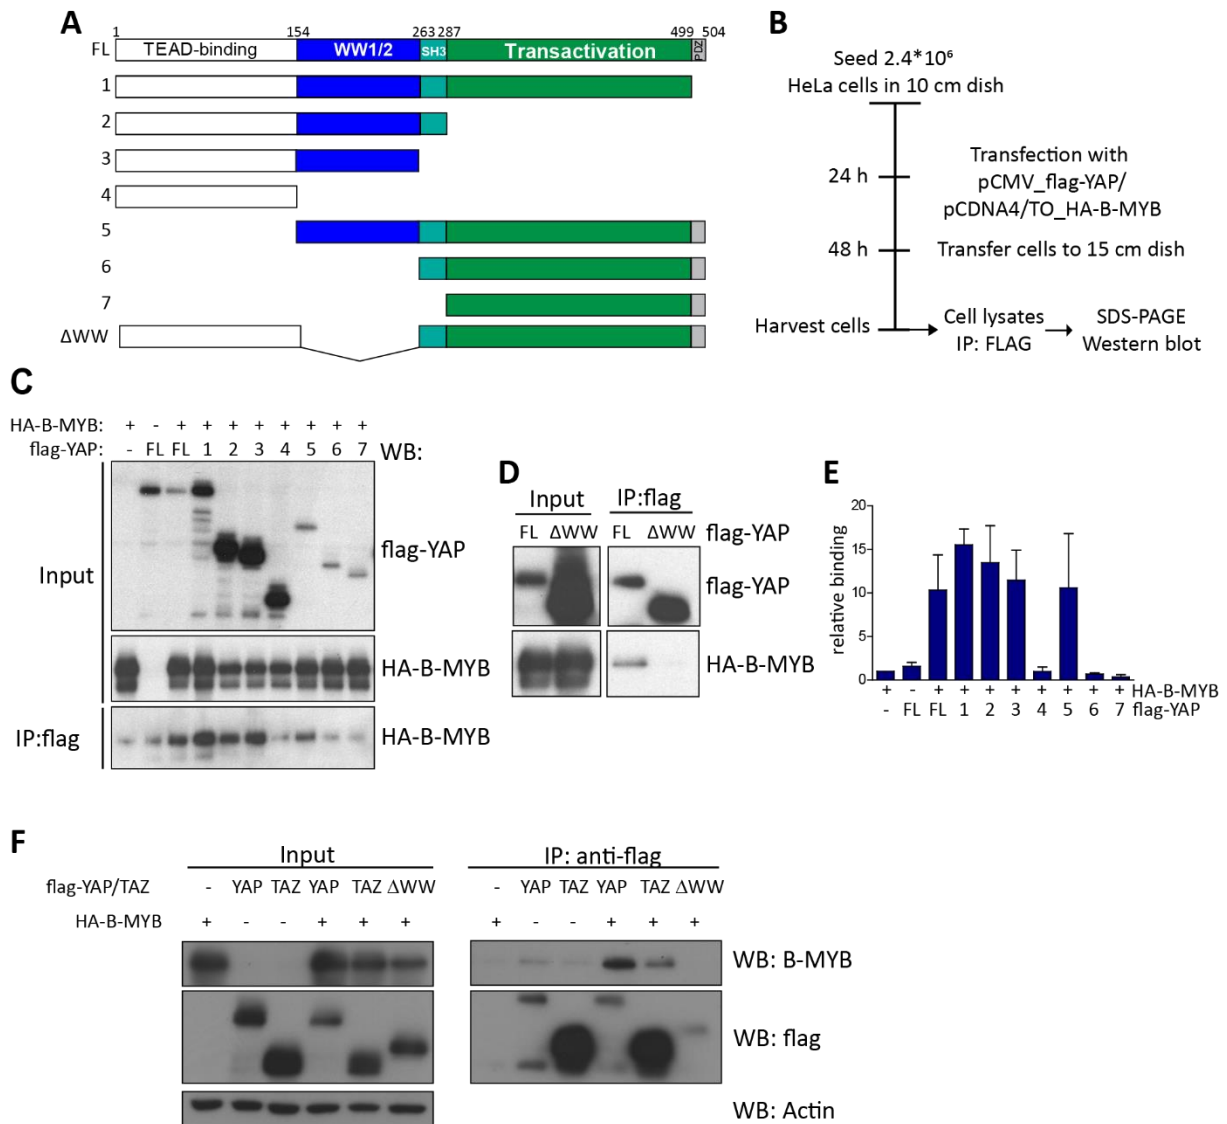 A
1 154 263 287 499 504
FL TEAD-binding WW1/2 SH3 Transactivation PDZ
1
2
3
4
5
6
7
ΔWW
B
Seed 2.4*10⁶
HeLa cells in 10 cm dish
24 h
Transfection with
pCMV_flag-YAP/
pCDNA4/TO_HA-B-MYB
48 h Transfer cells to 15 cm dish
Harvest cells
Cell lysates
IP: FLAG
SDS-PAGE
Western blot
C
HA-B-MYB: + - + + + + + + + +
flag-YAP: - FL FL 1 2 3 4 5 6 7 WB:
Input
flag-YAP
HA-B-MYB
IP:flag
HA-B-MYB
D
Input IP:flag
FL ΔWW FL ΔWW flag-YAP
flag-YAP
HA-B-MYB
E
relative binding
20
15
10
5
0
+ - + + + + + + + + HA-B-MYB
- FL FL 1 2 3 4 5 6 7 flag-YAP
F
Input IP: anti-flag
flag-YAP/TAZ - YAP TAZ YAP TAZ ΔWW - YAP TAZ YAP TAZ ΔWW
HA-B-MYB + - - + + + + - - + + +
WB: B-MYB
WB: flag
WB: Actin